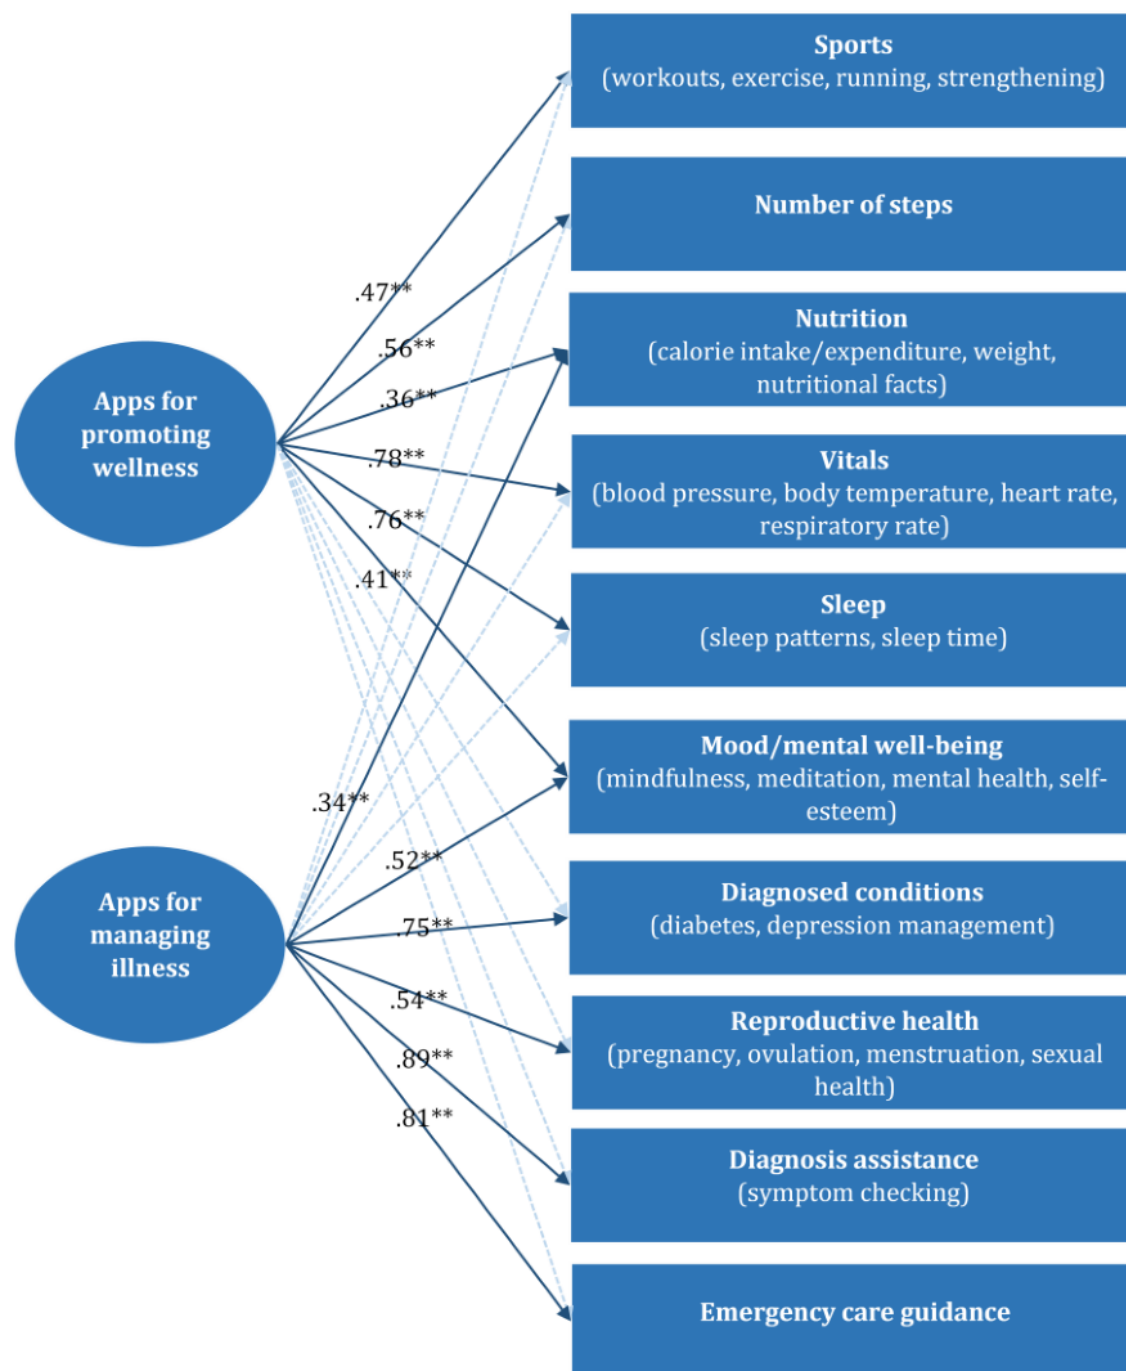 Sports
(workouts, exercise, running, strengthening)
Number of steps
.47**
Nutrition
(calorie intake/expenditure, weight,
nutritional facts)
.56**
.36**
Apps for
promoting
wellness
.78**
Vitals
(blood pressure, body temperature, heart rate,
respiratory rate)
.76**
.41**
Sleep
(sleep patterns, sleep time)
Mood/mental well-being
(mindfulness, meditation, mental health, self-
esteem)
.34**
.52**
Apps for
managing
illness
.75**
Diagnosed conditions
(diabetes, depression management)
.54**
Reproductive health
(pregnancy, ovulation, menstruation, sexual
health)
.89**
.81**
Diagnosis assistance
(symptom checking)
Emergency care guidance